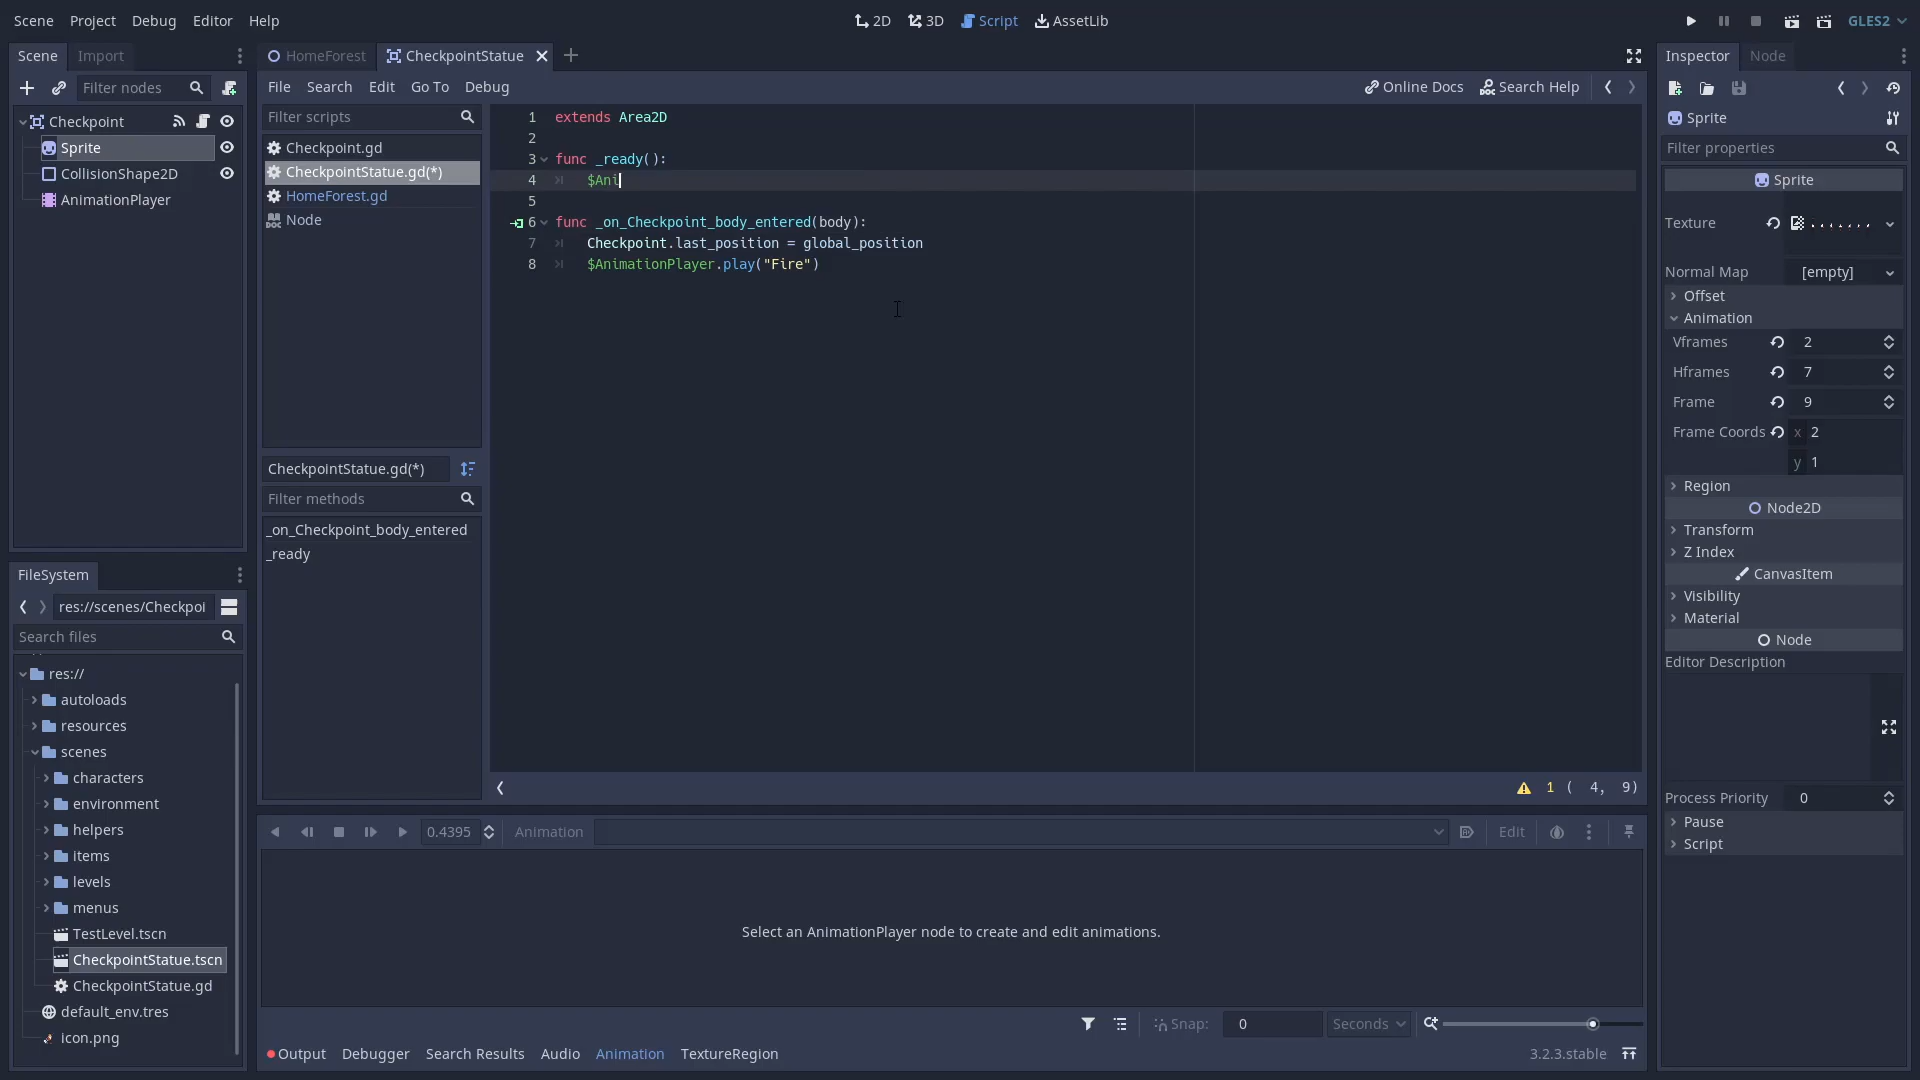 Scene Project Debug Editor Help
2D 3D Script AssetLib
GLES2
Scene Import
Filter nodes
Checkpoint
Sprite
CollisionShape2D
AnimationPlayer
FileSystem
res://scenes/Checkpoi
Search files
res://
autoloads
resources
scenes
characters
environment
helpers
items
levels
menus
TestLevel.tscn
CheckpointStatue.tscn
CheckpointStatue.gd
default_env.tres
icon.png
HomeForest CheckpointStatue
File Search Edit Go To Debug
Online Docs Search Help
Filter scripts
Checkpoint.gd
CheckpointStatue.gd(*)
HomeForest.gd
Node
CheckpointStatue.gd(*)
Filter methods
_on_Checkpoint_body_entered
_ready
1 extends Area2D
2
3 func _ready():
4 $Ani
5
6 func _on_Checkpoint_body_entered(body):
7 Checkpoint.last_position = global_position
8 $AnimationPlayer.play("Fire")
1 ( 4, 9)
0.4395 Animation Edit
Select an AnimationPlayer node to create and edit animations.
Snap: 0 Seconds
Output Debugger Search Results Audio Animation TextureRegion
3.2.3.stable
Inspector Node
Sprite
Filter properties
Sprite
Texture
Normal Map [empty]
Offset
Animation
Vframes 2
Hframes 7
Frame 9
Frame Coords x 2
y 1
Region
Node2D
Transform
Z Index
CanvasItem
Visibility
Material
Node
Editor Description
Process Priority 0
Pause
Script